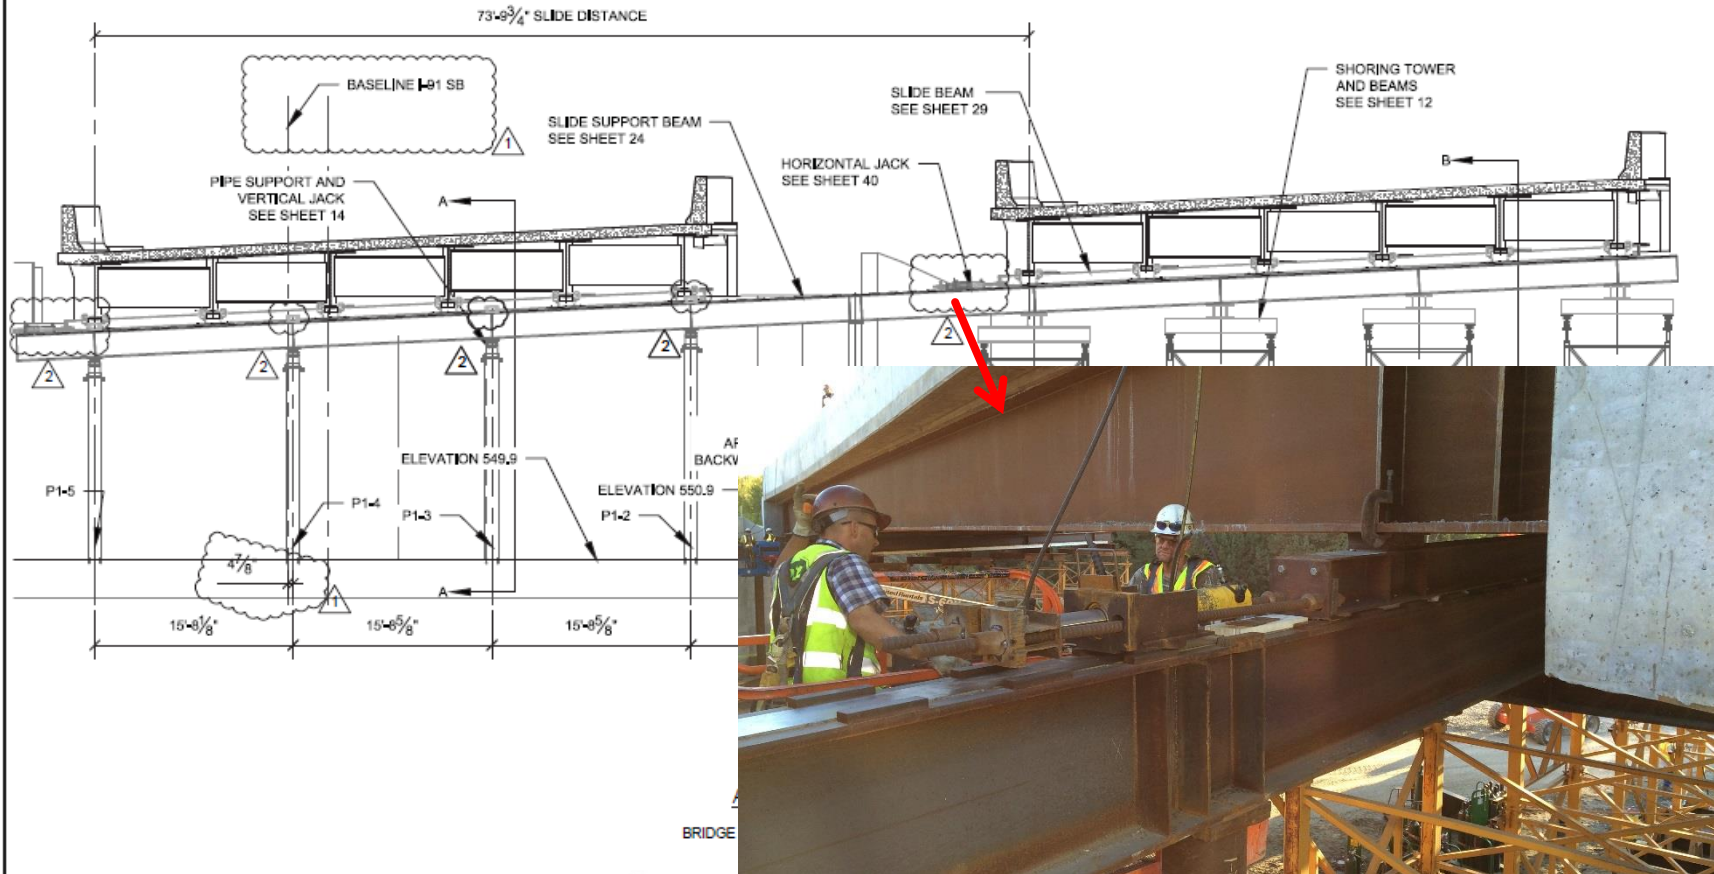 73'-9¾" SLIDE DISTANCE
BASELINE I-91 SB
1
SLIDE SUPPORT BEAM
SEE SHEET 24
SLIDE BEAM
SEE SHEET 29
SHORING TOWER
AND BEAMS
SEE SHEET 12
HORIZONTAL JACK
SEE SHEET 40
PIPE SUPPORT AND
VERTICAL JACK
SEE SHEET 14
A
B
2
2
2
2
2
ELEVATION 549.9
ELEVATION 550.9
BACKW
P1-5
P1-4
P1-3
P1-2
4⅞"
1
A
15'-8⅛"
15'-8⅝"
15'-8⅝"
BRIDGE